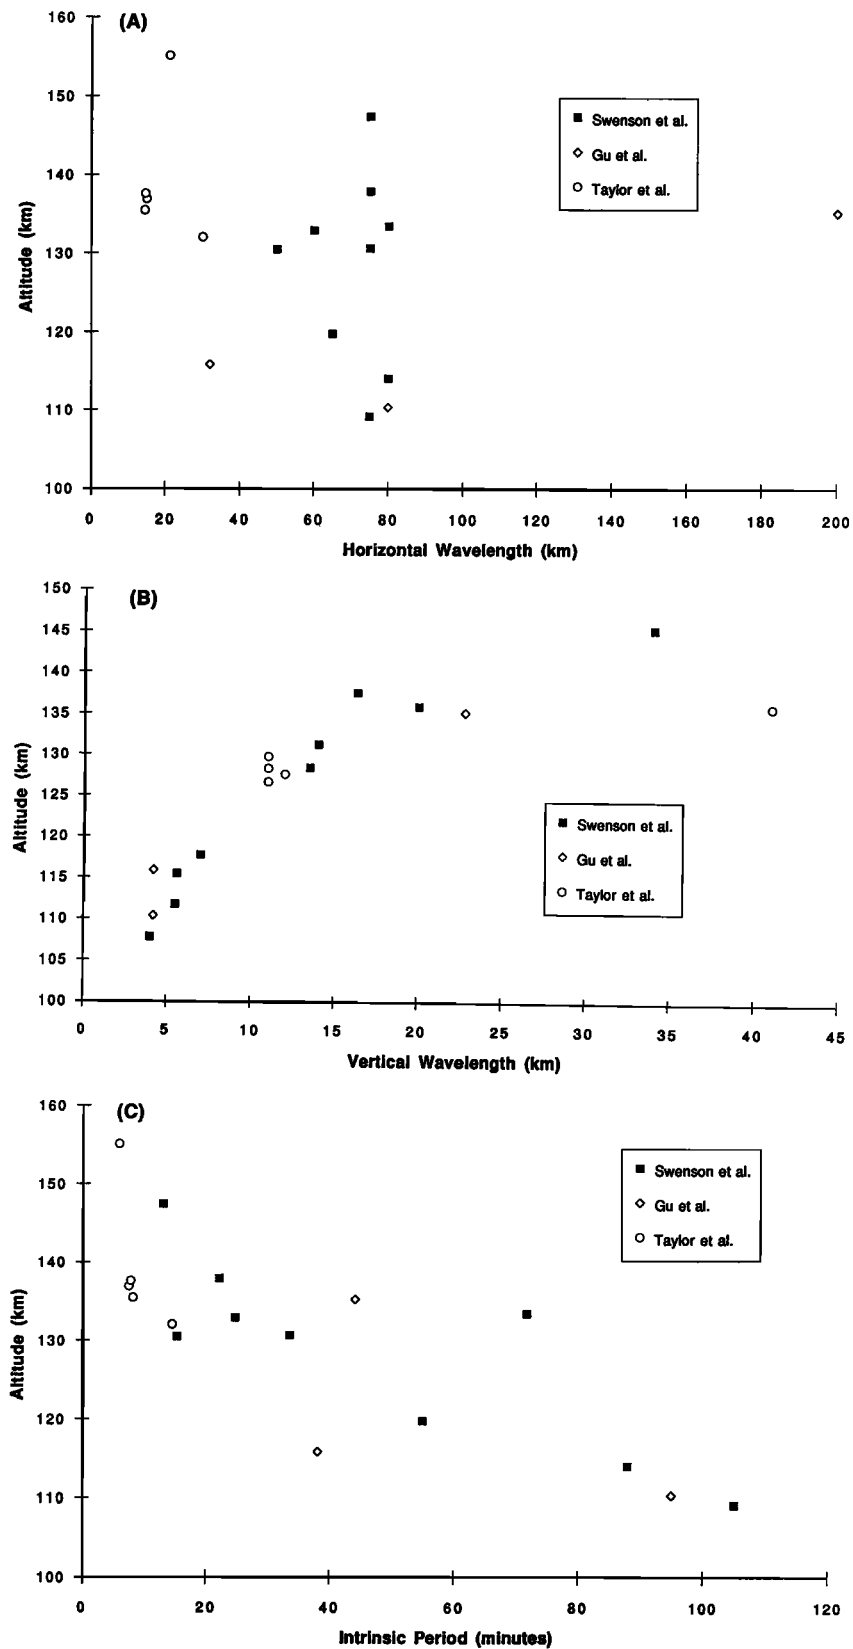 (A)
160
150
140
130
120
110
100
Altitude (km)
Swenson et al.
Gu et al.
Taylor et al.
0 20 40 60 80 100 120 140 160 180 200
Horizontal Wavelength (km)
(B)
150
145
140
135
130
125
120
115
110
105
100
Altitude (km)
Swenson et al.
Gu et al.
Taylor et al.
0 5 10 15 20 25 30 35 40 45
Vertical Wavelength (km)
(C)
160
150
140
130
120
110
100
Altitude (km)
Swenson et al.
Gu et al.
Taylor et al.
0 20 40 60 80 100 120
Intrinsic Period (minutes)